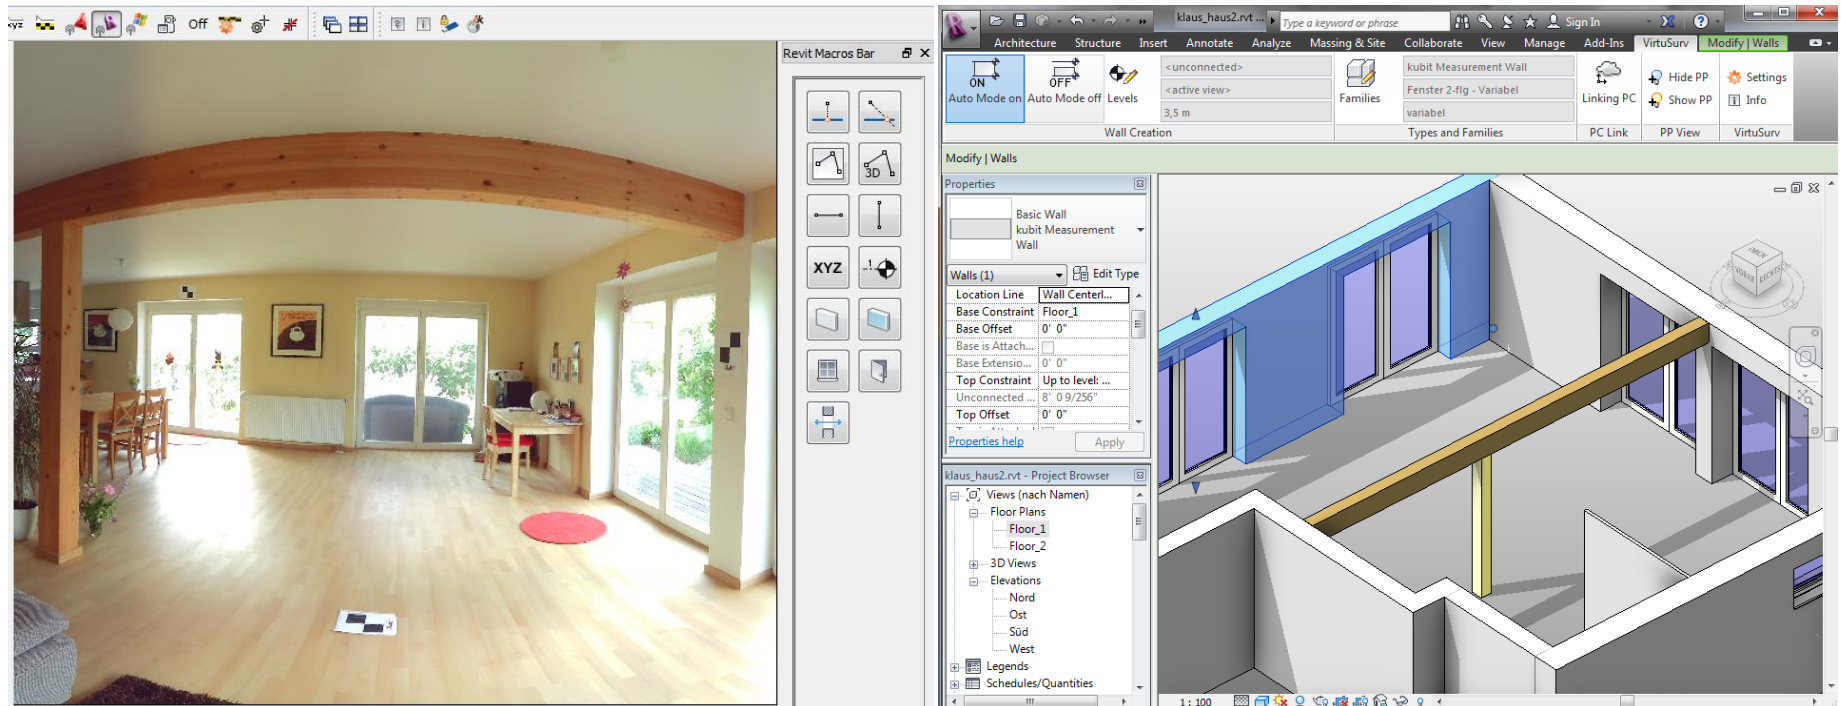 xyz
Off
Revit Macros Bar
3D
XYZ
-1
klaus_haus2.rvt ...
Type a keyword or phrase
Sign In
Architecture Structure Insert Annotate Analyze Massing & Site Collaborate View Manage Add-Ins VirtuSurv Modify | Walls
ON
Auto Mode on
OFF
Auto Mode off
Levels
<unconnected>
<active view>
3,5 m
Wall Creation
Families
kubit Measurement Wall
Fenster 2-flg - Variabel
variabel
Types and Families
Linking PC
PC Link
Hide PP
Show PP
PP View
Settings
Info
VirtuSurv
Modify | Walls
Properties
Basic Wall
kubit Measurement
Wall
Walls (1)
Edit Type
Location Line Wall Centerl...
Base Constraint Floor_1
Base Offset 0' 0"
Base is Attach...
Base Extensio... 0' 0"
Top Constraint Up to level: ...
Unconnected ... 8' 0 9/256"
Top Offset 0' 0"
Properties help
Apply
klaus_haus2.rvt - Project Browser
Views (nach Namen)
Floor Plans
Floor_1
Floor_2
3D Views
Elevations
Nord
Ost
Süd
West
Legends
Schedules/Quantities
VORNE
RECHTS
1 : 100